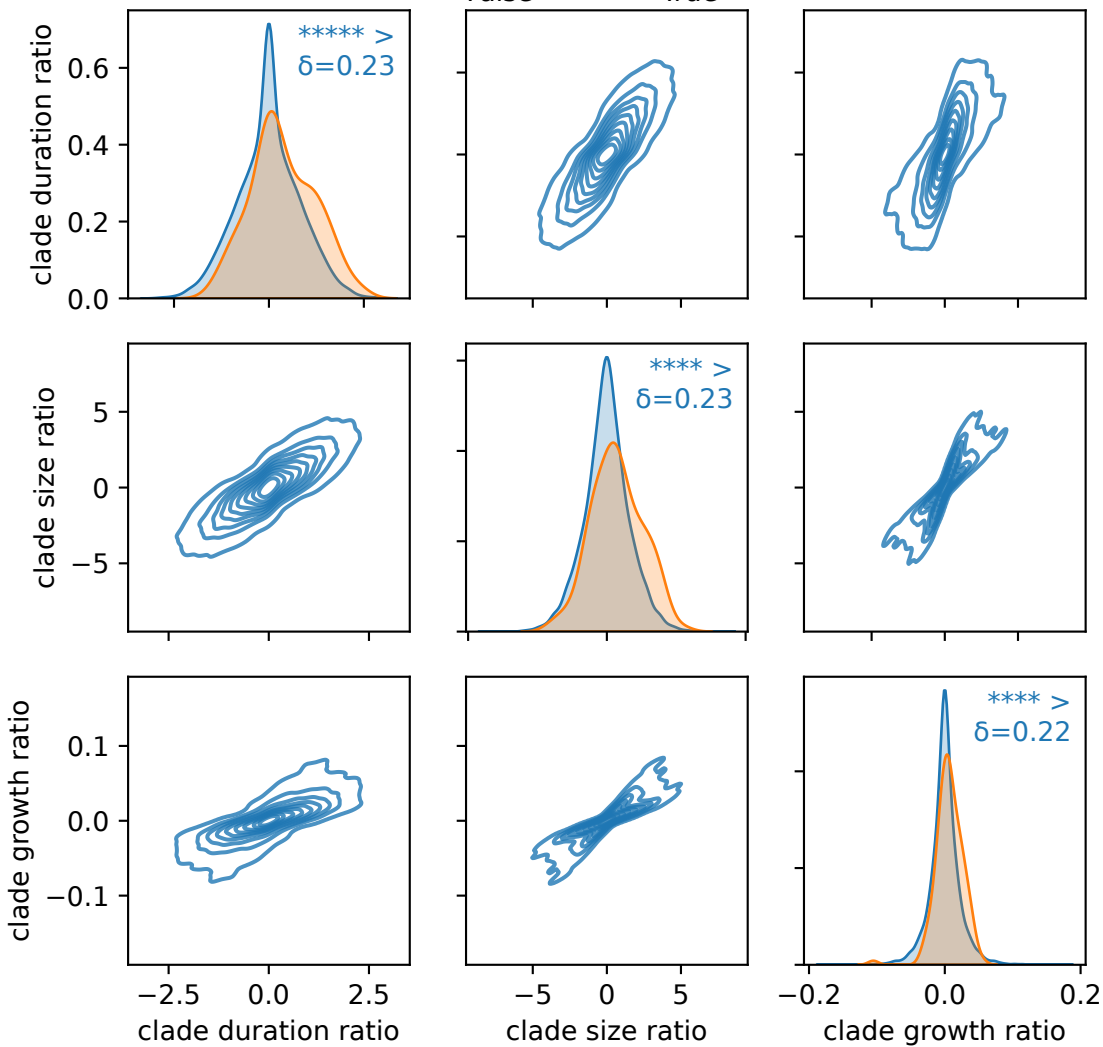 ***** >
δ=0.23
clade duration ratio
0.6
0.4
0.2
0.0
**** >
δ=0.23
clade size ratio
5
0
−5
**** >
δ=0.22
clade growth ratio
0.1
0.0
−0.1
−2.5
0.0
2.5
−5
0
5
−0.2
0.0
0.2
clade duration ratio
clade size ratio
clade growth ratio